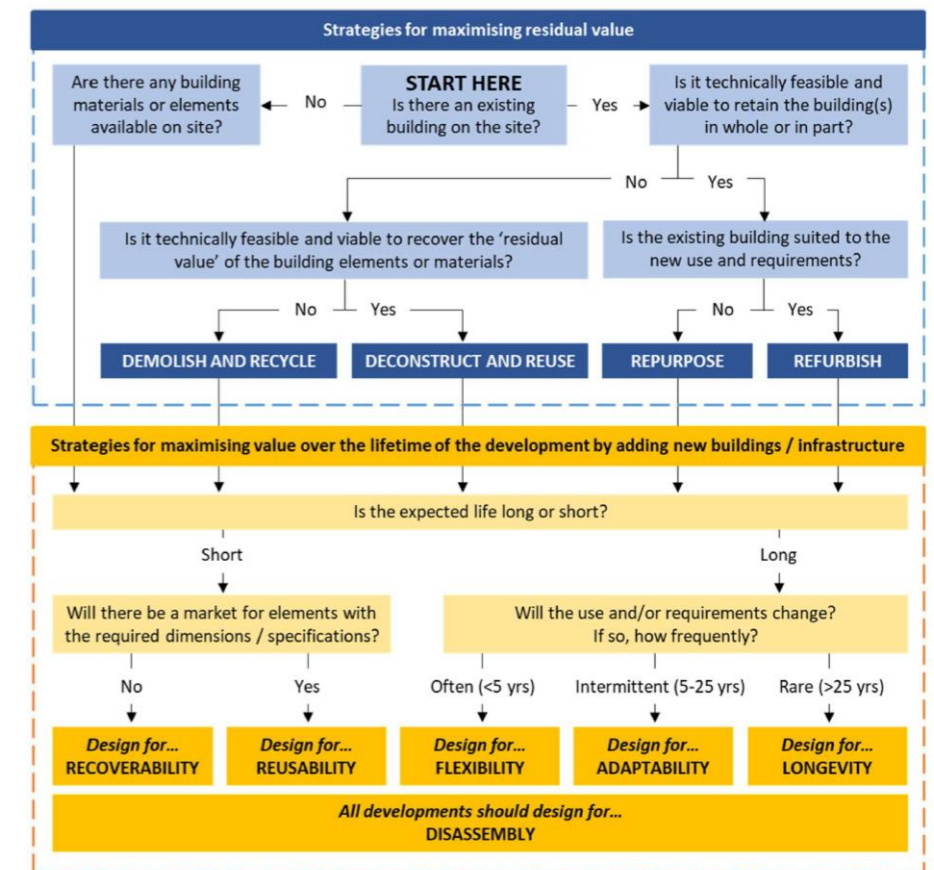 Strategies for maximising residual value
Are there any building
materials or elements
available on site?
No
START HERE
Is there an existing
building on the site?
Yes
Is it technically feasible and
viable to retain the building(s)
in whole or in part?
No
Yes
Is it technically feasible and viable to recover the ‘residual
value’ of the building elements or materials?
Is the existing building suited to the
new use and requirements?
No
Yes
No
Yes
DEMOLISH AND RECYCLE
DECONSTRUCT AND REUSE
REPURPOSE
REFURBISH
Strategies for maximising value over the lifetime of the development by adding new buildings / infrastructure
Is the expected life long or short?
Short
Long
Will there be a market for elements with
the required dimensions / specifications?
Will the use and/or requirements change?
If so, how frequently?
No
Yes
Often (<5 yrs)
Intermittent (5-25 yrs)
Rare (>25 yrs)
Design for...
RECOVERABILITY
Design for...
REUSABILITY
Design for...
FLEXIBILITY
Design for...
ADAPTABILITY
Design for...
LONGEVITY
All developments should design for...
DISASSEMBLY